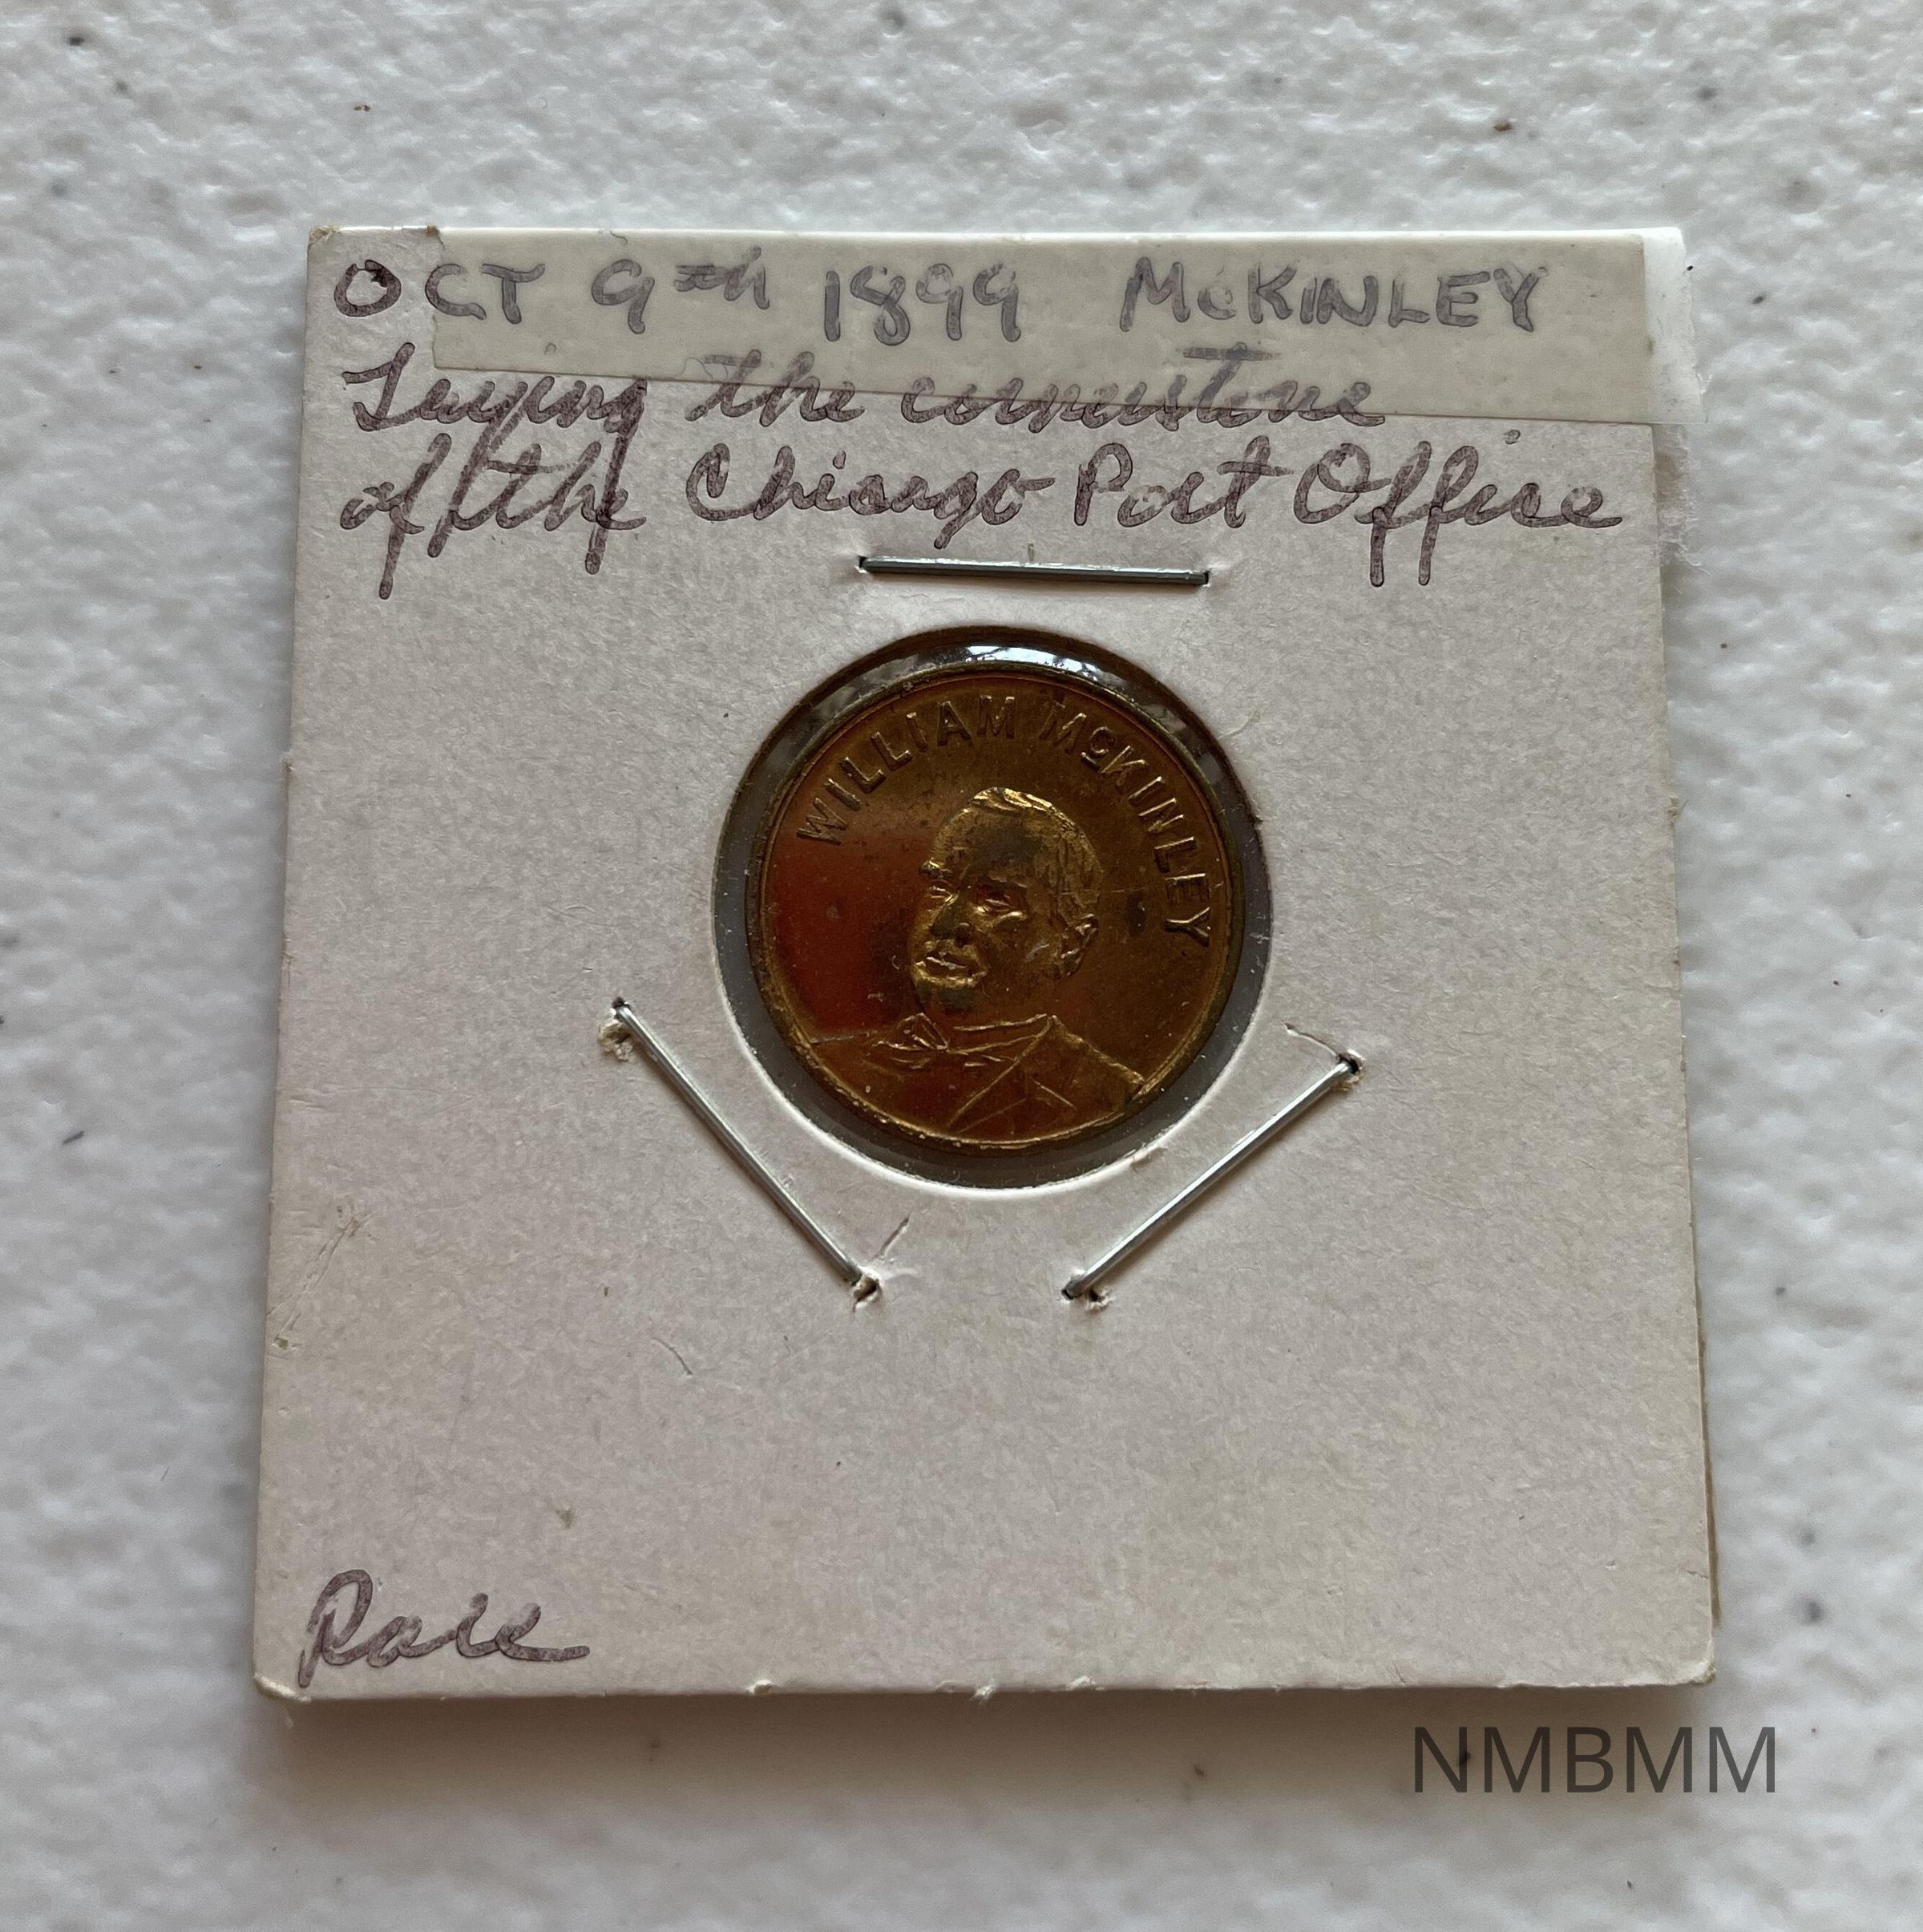 OCT 9th 1899 McKINLEY
Laying the cornerstone
of the Chicago Post Office
WILLIAM McKINLEY
Rare
NMBMM